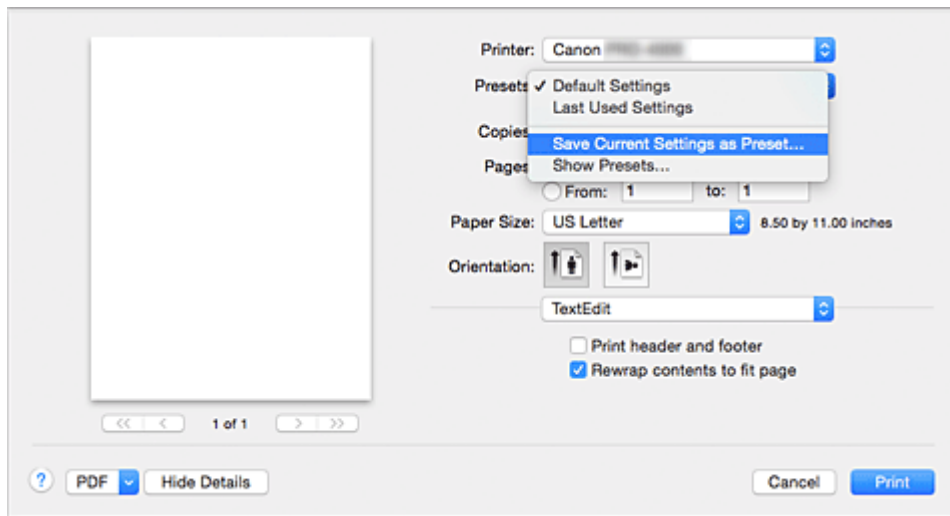 Printer: Canon
Presets ✓ Default Settings
Last Used Settings
Copies
Save Current Settings as Preset...
Pages
Show Presets...
From: 1 to: 1
Paper Size: US Letter 8.50 by 11.00 inches
Orientation:
TextEdit
Print header and footer
Rewrap contents to fit page
<< < 1 of 1 > >>
? PDF Hide Details Cancel Print